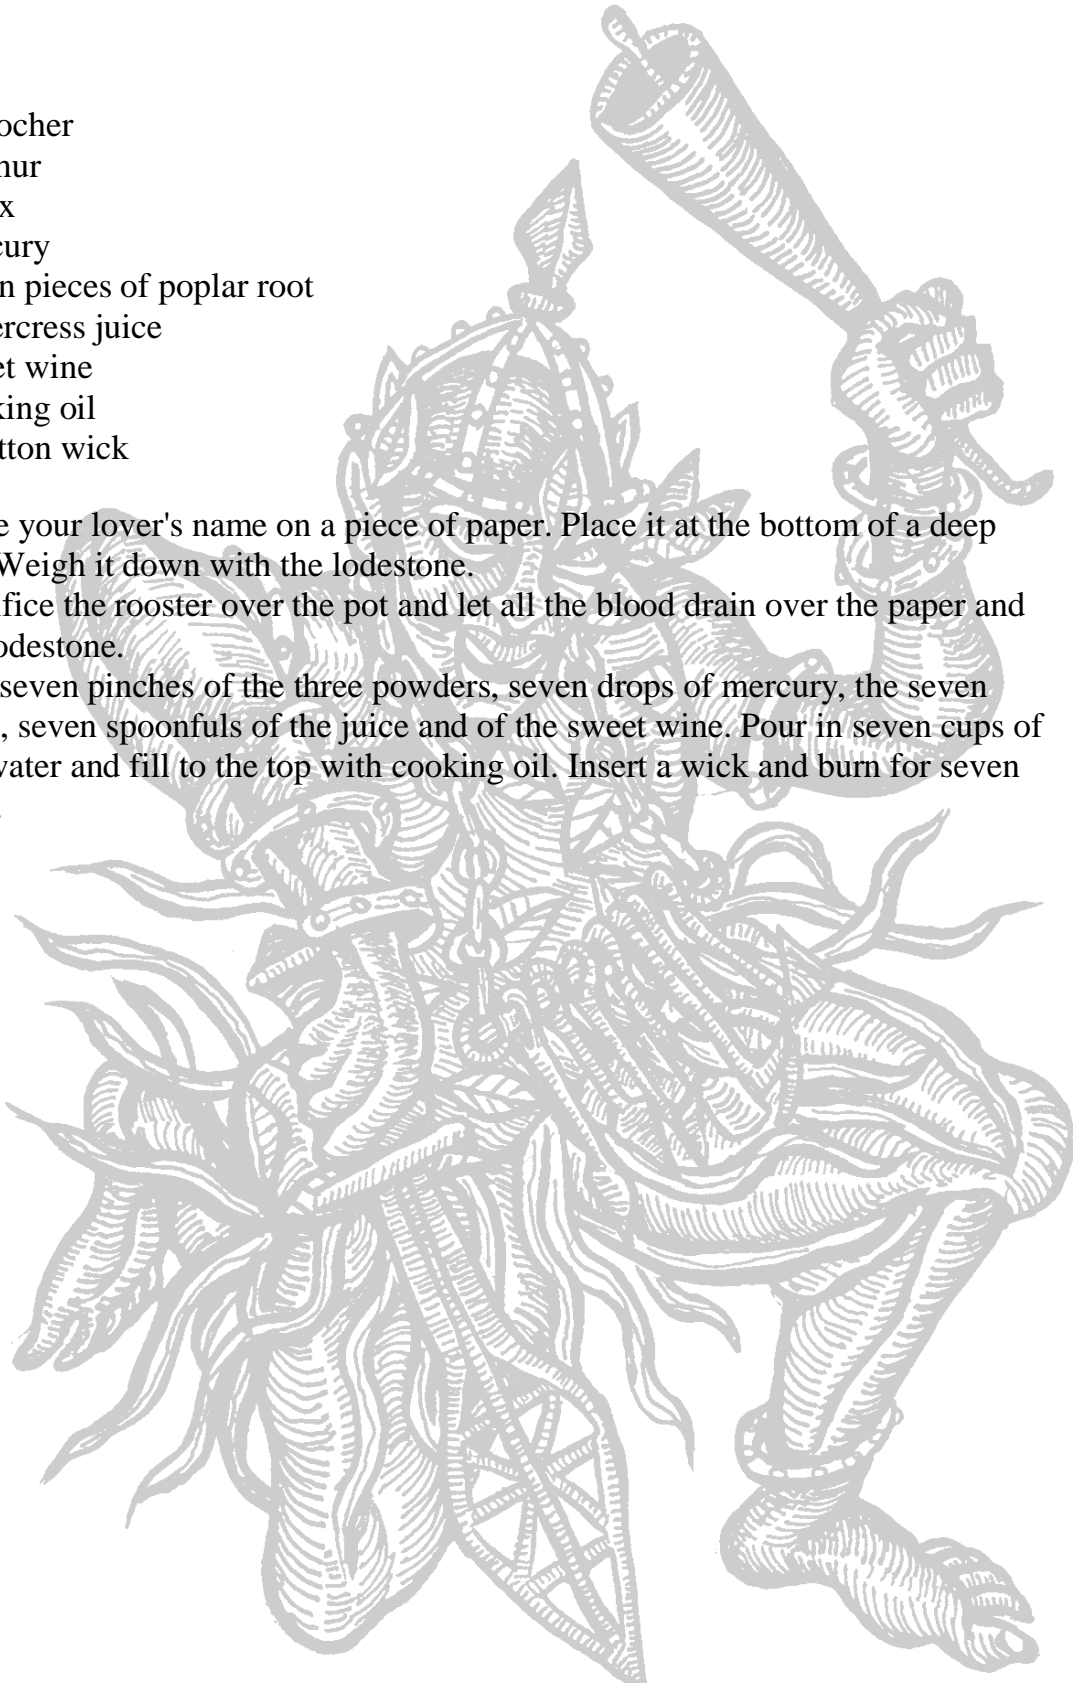 ocher
hur
x
cury
n pieces of poplar root
ercress juice
et wine
king oil
tton wick
e your lover's name on a piece of paper. Place it at the bottom of a deep
Weigh it down with the lodestone.
ifice the rooster over the pot and let all the blood drain over the paper and
odestone.
seven pinches of the three powders, seven drops of mercury, the seven
, seven spoonfuls of the juice and of the sweet wine. Pour in seven cups of
vater and fill to the top with cooking oil. Insert a wick and burn for seven
.